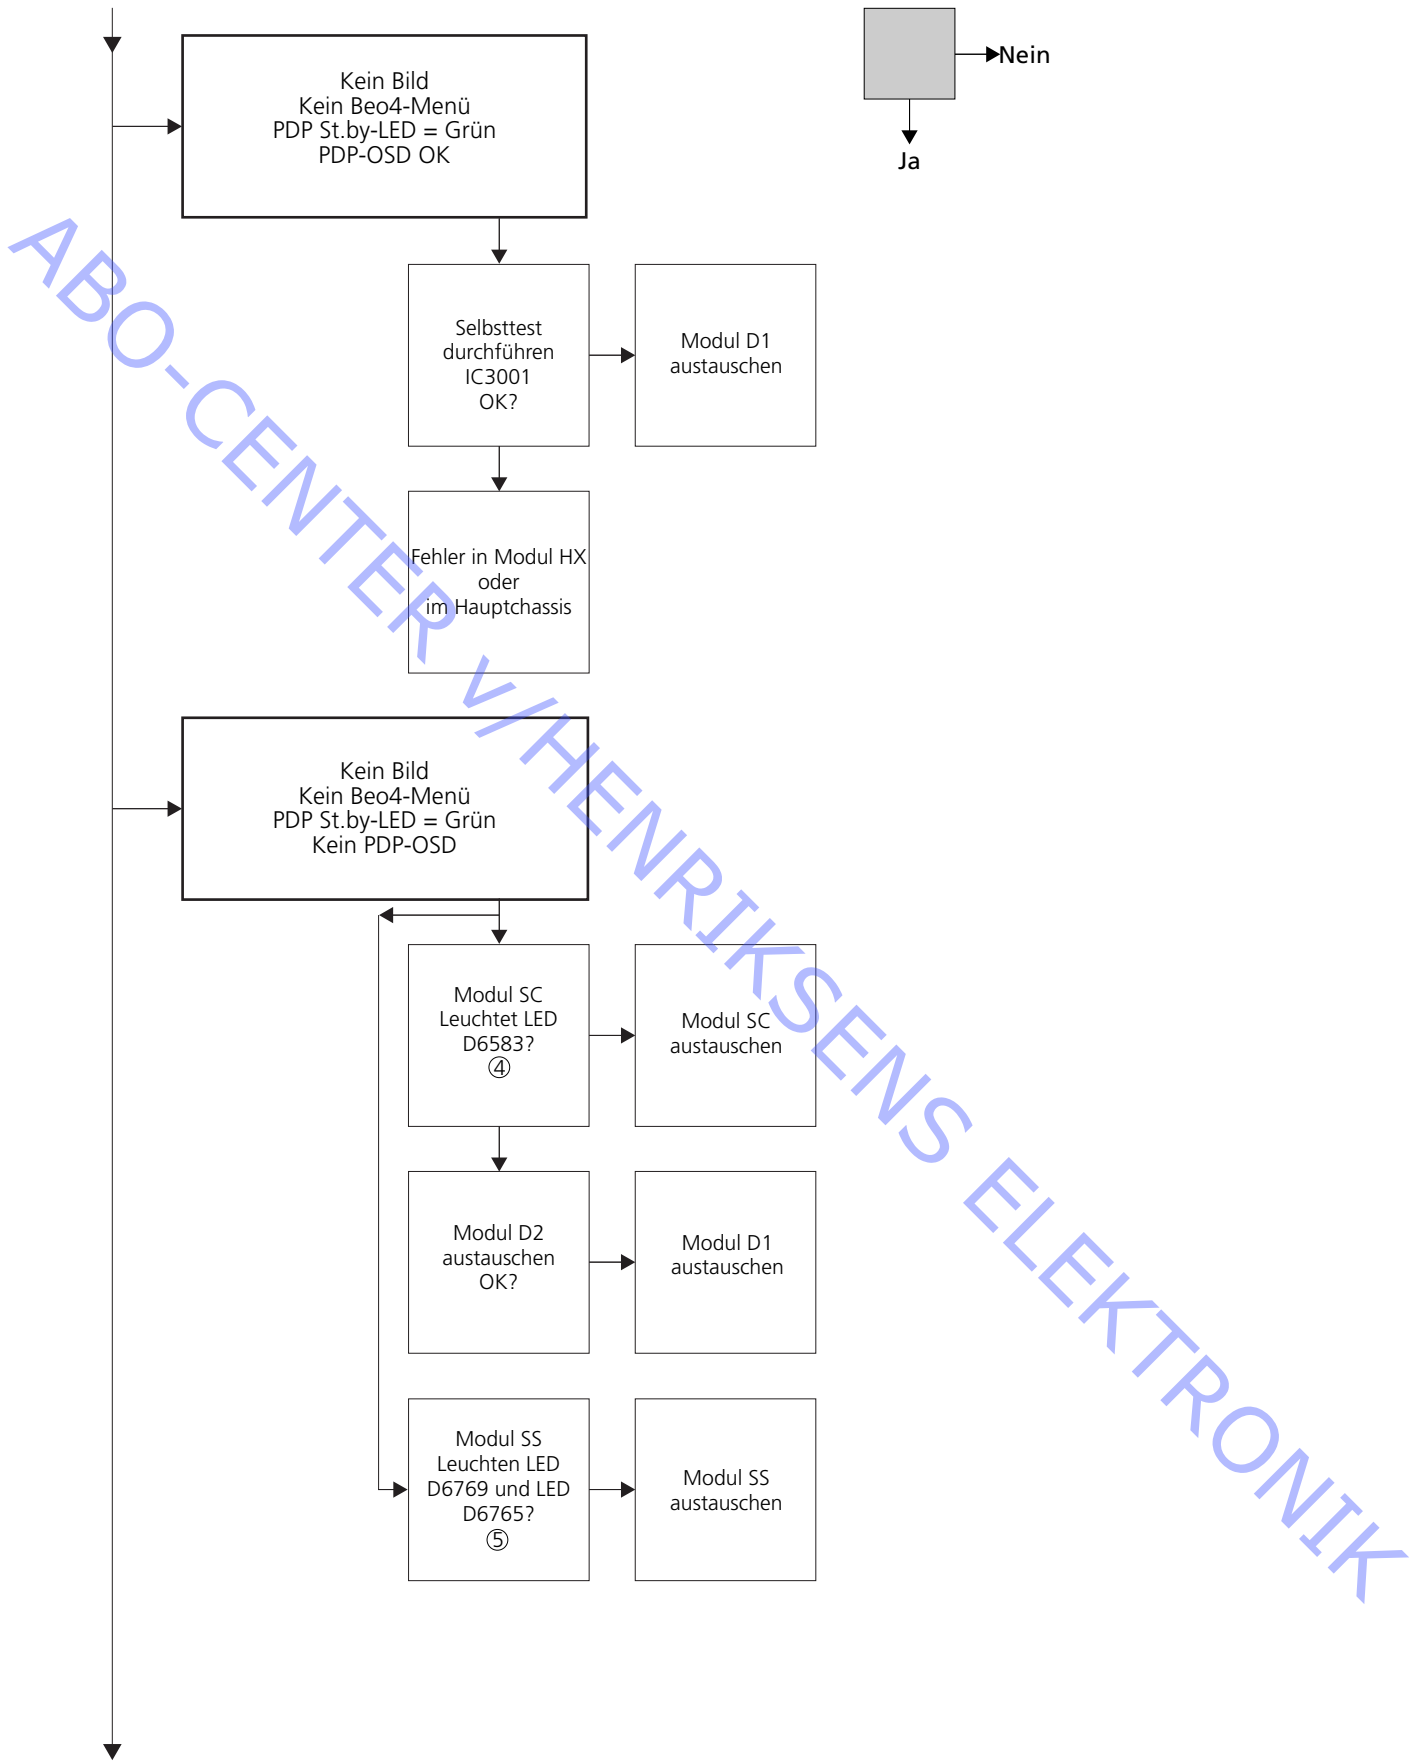 Kein Bild
Kein Beo4-Menü
PDP St.by-LED = Grün
PDP-OSD OK
Nein
Ja
Selbsttest
durchführen
IC3001
OK?
Modul D1
austauschen
Fehler in Modul HX
oder
im Hauptchassis
Kein Bild
Kein Beo4-Menü
PDP St.by-LED = Grün
Kein PDP-OSD
Modul SC
Leuchtet LED
D6583?
④
Modul SC
austauschen
Modul D2
austauschen
OK?
Modul D1
austauschen
Modul SS
Leuchten LED
D6769 und LED
D6765?
⑤
Modul SS
austauschen
ABO-CENTER v/HENRIKSENS ELEKTRONIK